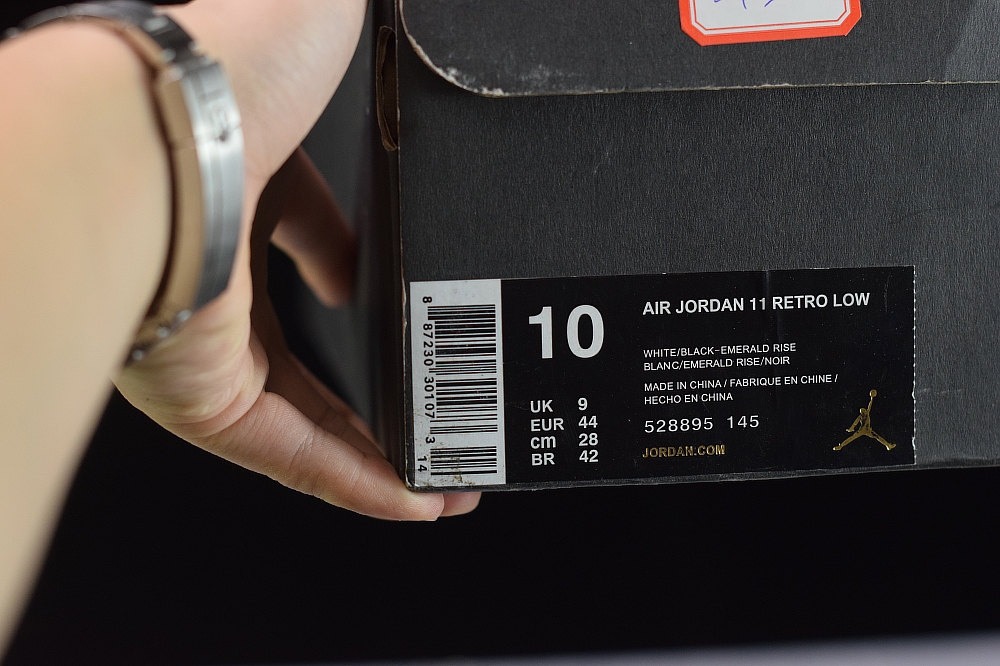 8 87230 30107 3 14
10
UK 9
EUR 44
cm 28
BR 42
AIR JORDAN 11 RETRO LOW
WHITE/BLACK-EMERALD RISE
BLANC/EMERALD RISE/NOIR
MADE IN CHINA / FABRIQUE EN CHINE /
HECHO EN CHINA
528895 145
JORDAN.COM